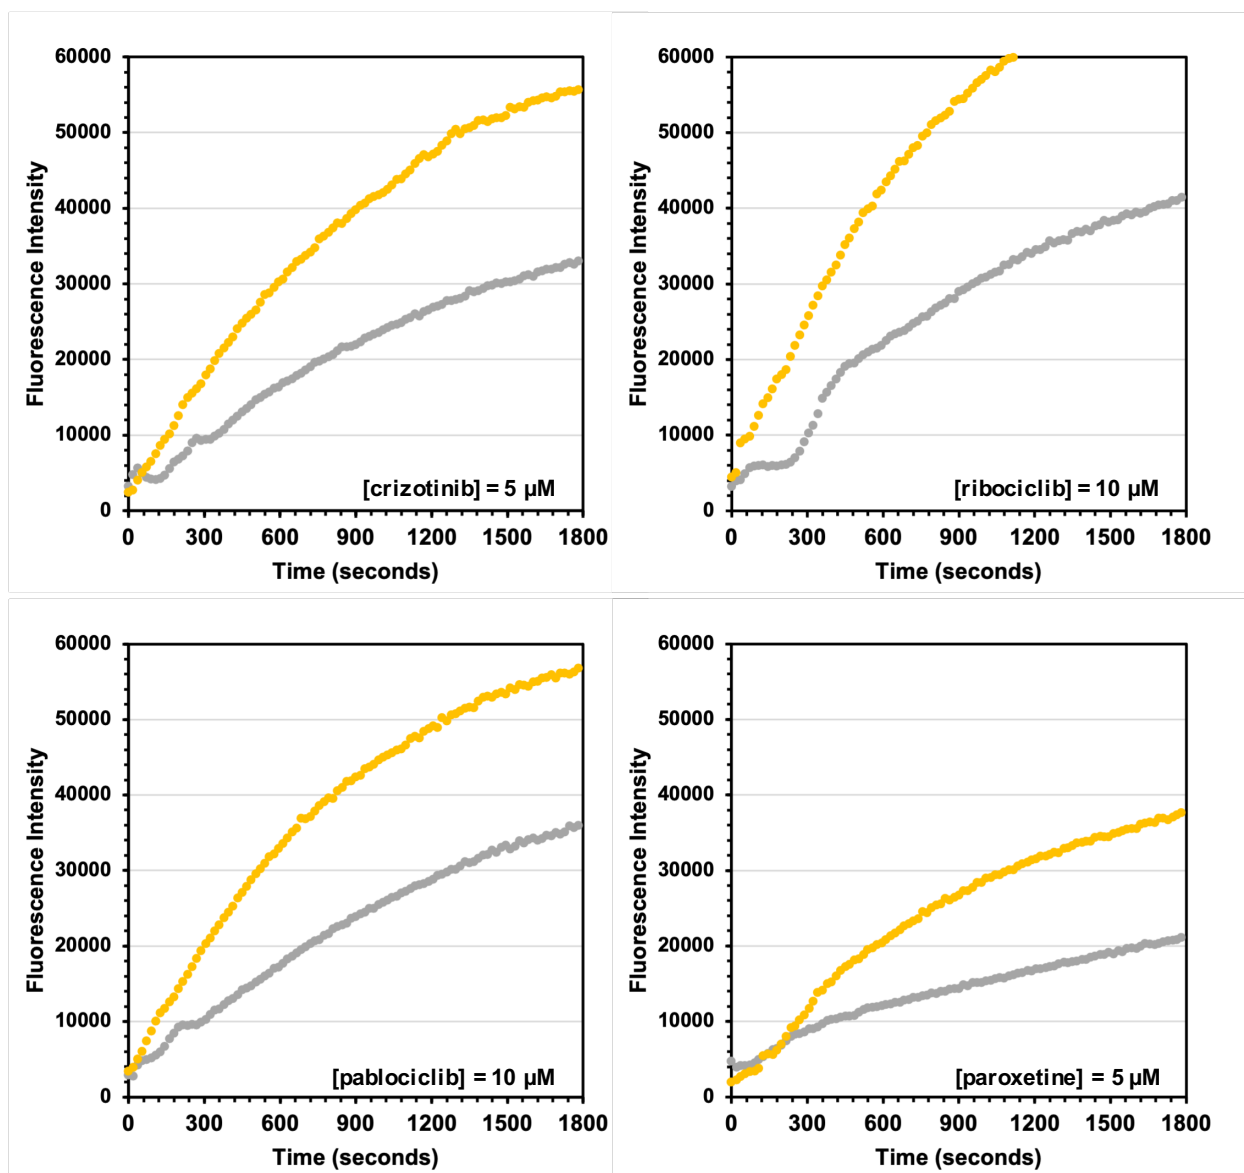 60000
50000
40000
30000
20000
10000
0
Fluorescence Intensity
[crizotinib] = 5 µM
0 300 600 900 1200 1500 1800
Time (seconds)
60000
50000
40000
30000
20000
10000
0
Fluorescence Intensity
[ribociclib] = 10 µM
0 300 600 900 1200 1500 1800
Time (seconds)
60000
50000
40000
30000
20000
10000
0
Fluorescence Intensity
[pablociclib] = 10 µM
0 300 600 900 1200 1500 1800
Time (seconds)
60000
50000
40000
30000
20000
10000
0
Fluorescence Intensity
[paroxetine] = 5 µM
0 300 600 900 1200 1500 1800
Time (seconds)